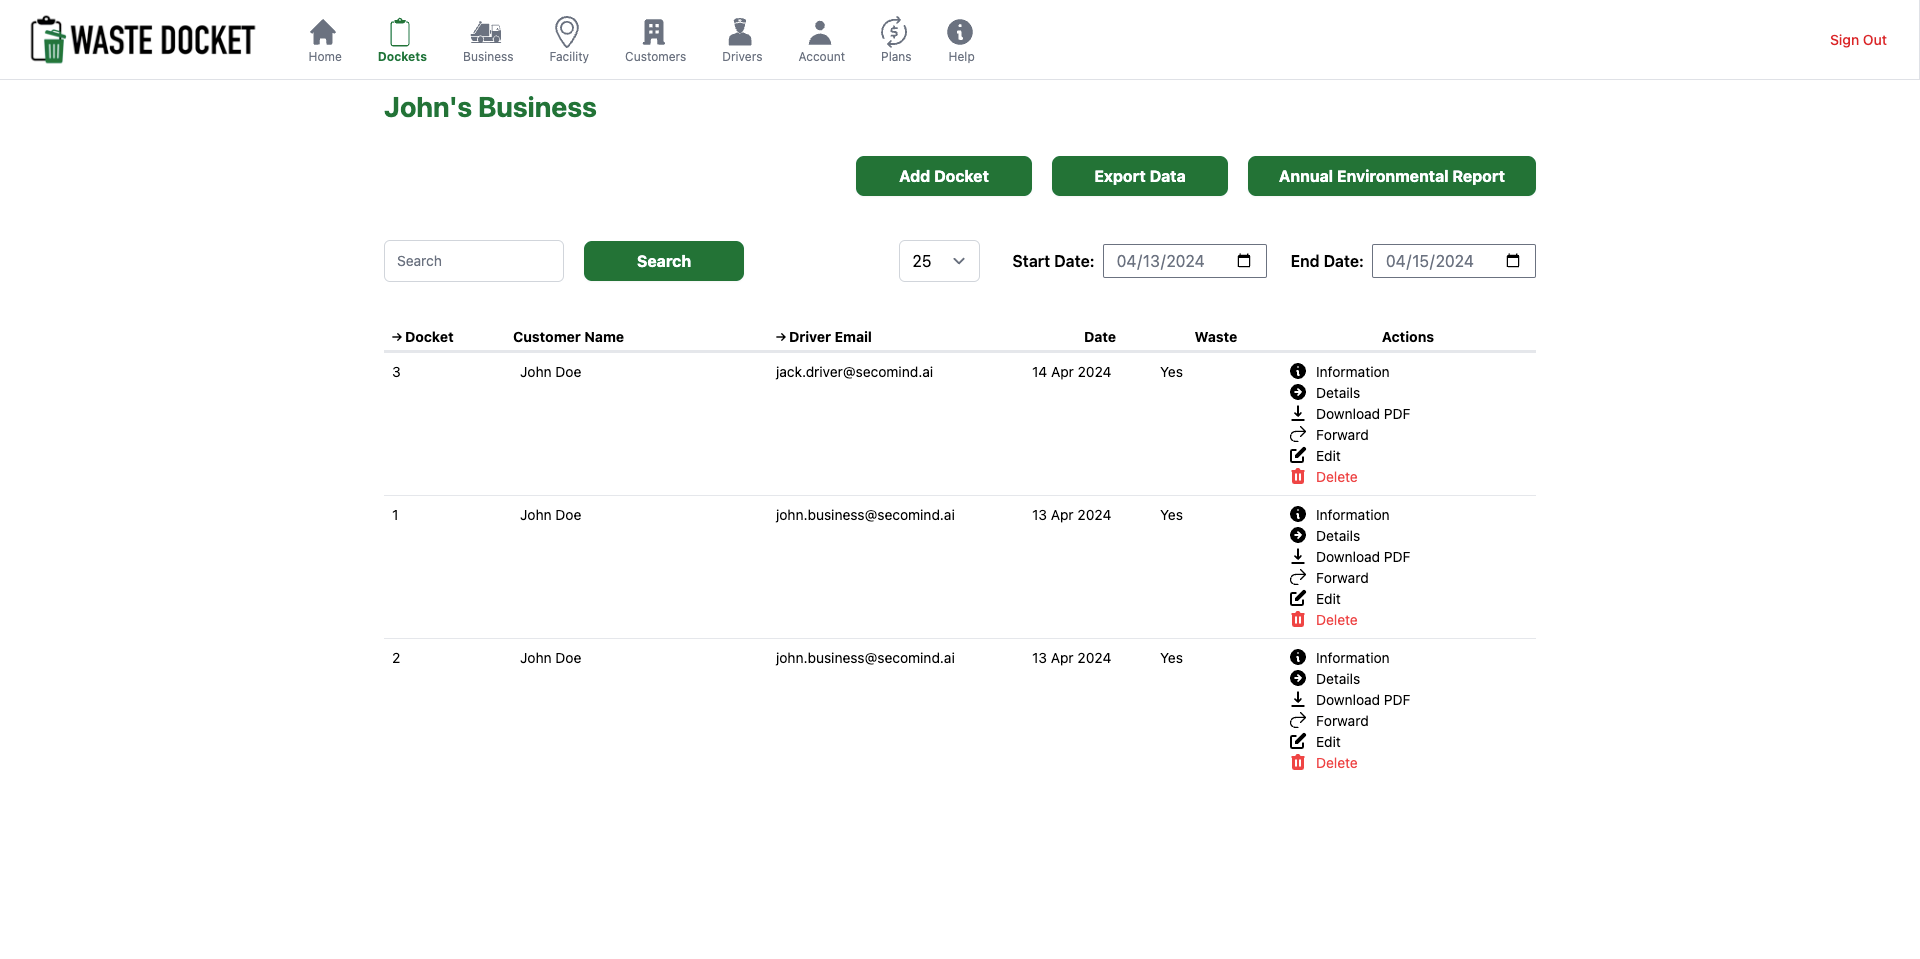 WASTE DOCKET
Home
Dockets
Business
Facility
Customers
Drivers
Account
Plans
Help
Sign Out
John's Business
Add Docket
Export Data
Annual Environmental Report
Search
Search
25
Start Date: 04/13/2024
End Date: 04/15/2024
→ Docket Customer Name → Driver Email Date Waste Actions
3 John Doe jack.driver@secomind.ai 14 Apr 2024 Yes Information
Details
Download PDF
Forward
Edit
Delete
1 John Doe john.business@secomind.ai 13 Apr 2024 Yes Information
Details
Download PDF
Forward
Edit
Delete
2 John Doe john.business@secomind.ai 13 Apr 2024 Yes Information
Details
Download PDF
Forward
Edit
Delete